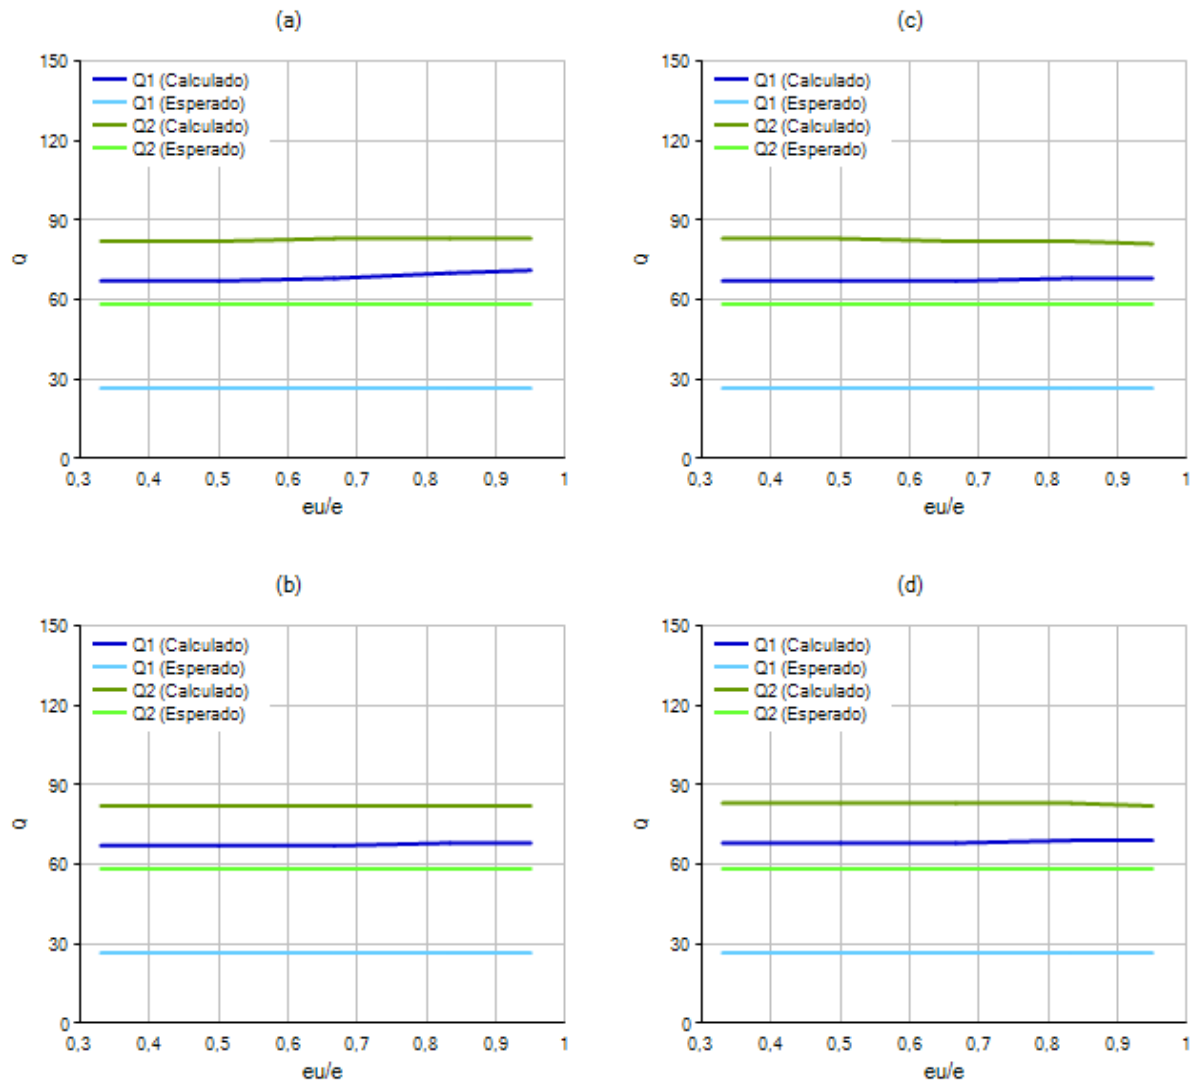 (a)
150
120
90
60
30
0
Q
Q1 (Calculado)
Q1 (Esperado)
Q2 (Calculado)
Q2 (Esperado)
0,3 0,4 0,5 0,6 0,7 0,8 0,9 1
eu/e
(c)
150
120
90
60
30
0
Q
Q1 (Calculado)
Q1 (Esperado)
Q2 (Calculado)
Q2 (Esperado)
0,3 0,4 0,5 0,6 0,7 0,8 0,9 1
eu/e
(b)
150
120
90
60
30
0
Q
Q1 (Calculado)
Q1 (Esperado)
Q2 (Calculado)
Q2 (Esperado)
0,3 0,4 0,5 0,6 0,7 0,8 0,9 1
eu/e
(d)
150
120
90
60
30
0
Q
Q1 (Calculado)
Q1 (Esperado)
Q2 (Calculado)
Q2 (Esperado)
0,3 0,4 0,5 0,6 0,7 0,8 0,9 1
eu/e